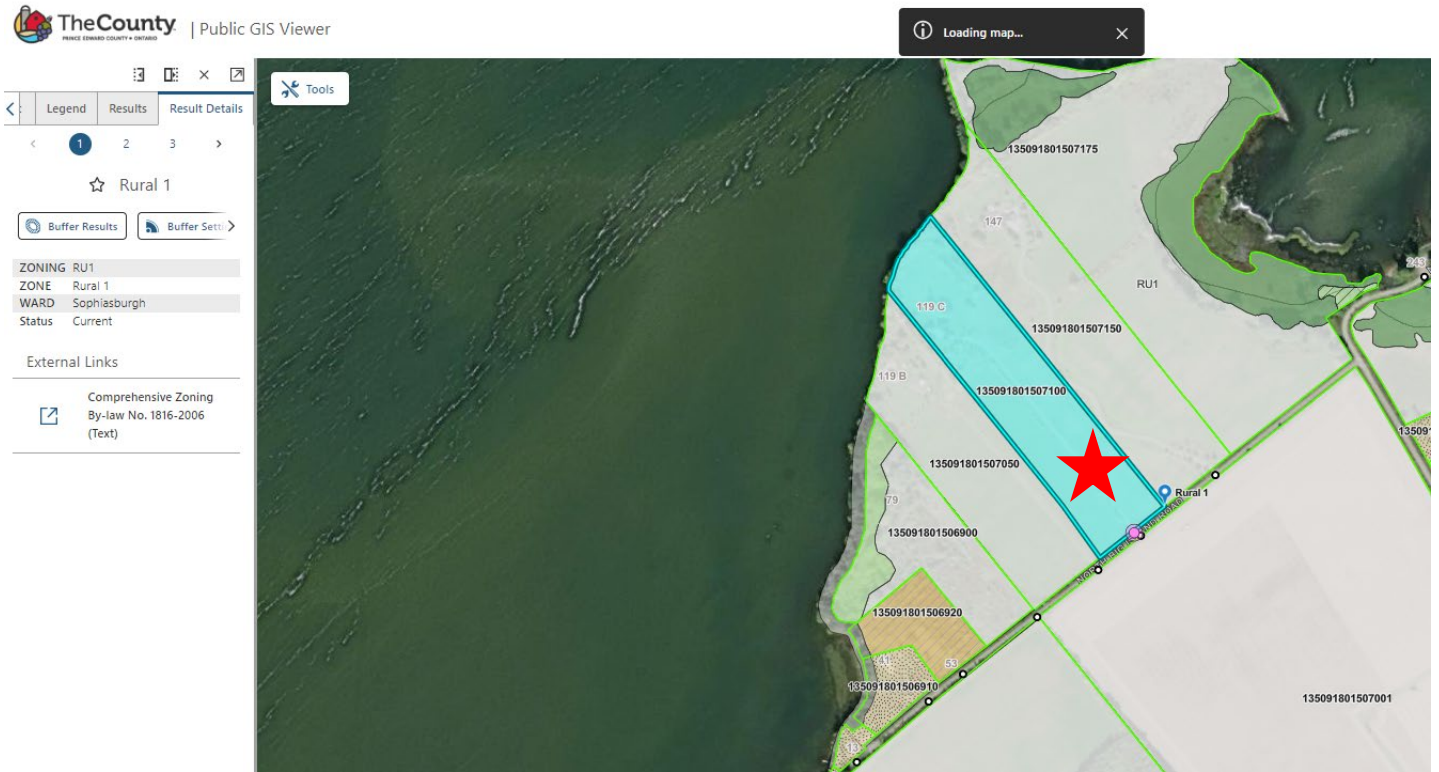 TheCounty | Public GIS Viewer
PRINCE EDWARD COUNTY • ONTARIO
Loading map...
Tools
Legend Results Result Details
1 2 3
Rural 1
Buffer Results Buffer Setti
ZONING RU1
ZONE Rural 1
WARD Sophiasburgh
Status Current
External Links
Comprehensive Zoning
By-law No. 1816-2006
(Text)
135091801507175
147
243
RU1
119 C
135091801507150
119 B
135091801507100
135091
135091801507050
Rural 1
79
135091801506900
135091801506920
41
53
135091801506910
135091801507001
13